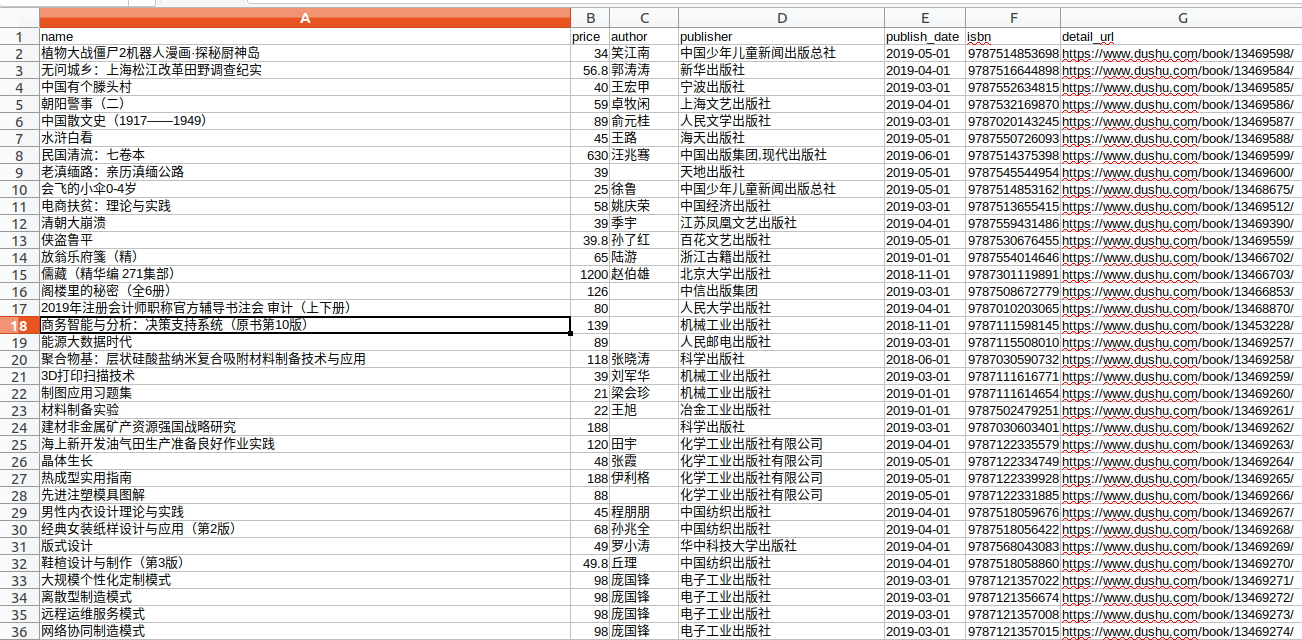 A B C D E F G
1 name price author publisher publish_date isbn detail_url
2 植物大战僵尸2机器人漫画·探秘厨神岛 34 笑江南 中国少年儿童新闻出版总社 2019-05-01 9787514853698 https://www.dushu.com/book/13469598/
3 无问城乡：上海松江改革田野调查纪实 56.8 郭涛涛 新华出版社 2019-04-01 9787516644898 https://www.dushu.com/book/13469584/
4 中国有个滕头村 40 王宏甲 宁波出版社 2019-03-01 9787552634815 https://www.dushu.com/book/13469585/
5 朝阳警事（二） 59 卓牧闲 上海文艺出版社 2019-04-01 9787532169870 https://www.dushu.com/book/13469586/
6 中国散文史（1917——1949） 89 俞元桂 人民文学出版社 2019-03-01 9787020143245 https://www.dushu.com/book/13469587/
7 水浒白看 45 王路 海天出版社 2019-05-01 9787550726093 https://www.dushu.com/book/13469588/
8 民国清流：七卷本 630 汪兆骞 中国出版集团,现代出版社 2019-06-01 9787514375398 https://www.dushu.com/book/13469599/
9 老滇缅路：亲历滇缅公路 39 天地出版社 2019-05-01 9787545544954 https://www.dushu.com/book/13469600/
10 会飞的小伞0-4岁 25 徐鲁 中国少年儿童新闻出版总社 2019-05-01 9787514853162 https://www.dushu.com/book/13468675/
11 电商扶贫：理论与实践 58 姚庆荣 中国经济出版社 2019-03-01 9787513655415 https://www.dushu.com/book/13469512/
12 清朝大崩溃 39 季宇 江苏凤凰文艺出版社 2019-04-01 9787559431486 https://www.dushu.com/book/13469390/
13 侠盗鲁平 39.8 孙了红 百花文艺出版社 2019-05-01 9787530676455 https://www.dushu.com/book/13469559/
14 放翁乐府笺（精） 65 陆游 浙江古籍出版社 2019-01-01 9787554014646 https://www.dushu.com/book/13466702/
15 儒藏（精华编 271集部） 1200 赵伯雄 北京大学出版社 2018-11-01 9787301119891 https://www.dushu.com/book/13466703/
16 阁楼里的秘密（全6册） 126 中信出版集团 2019-03-01 9787508672779 https://www.dushu.com/book/13466853/
17 2019年注册会计师职称官方辅导书注会 审计（上下册） 80 人民大学出版社 2019-04-01 9787010203065 https://www.dushu.com/book/13468870/
18 商务智能与分析：决策支持系统（原书第10版） 139 机械工业出版社 2018-11-01 9787111598145 https://www.dushu.com/book/13453228/
19 能源大数据时代 89 人民邮电出版社 2019-03-01 9787115508010 https://www.dushu.com/book/13469257/
20 聚合物基：层状硅酸盐纳米复合吸附材料制备技术与应用 118 张晓涛 科学出版社 2018-06-01 9787030590732 https://www.dushu.com/book/13469258/
21 3D打印扫描技术 39 刘军华 机械工业出版社 2019-03-01 9787111616771 https://www.dushu.com/book/13469259/
22 制图应用习题集 21 梁会珍 机械工业出版社 2019-01-01 9787111614654 https://www.dushu.com/book/13469260/
23 材料制备实验 22 王旭 冶金工业出版社 2019-01-01 9787502479251 https://www.dushu.com/book/13469261/
24 建材非金属矿产资源强国战略研究 188 科学出版社 2019-03-01 9787030603401 https://www.dushu.com/book/13469262/
25 海上新开发油气田生产准备良好作业实践 120 田宇 化学工业出版社有限公司 2019-04-01 9787122335579 https://www.dushu.com/book/13469263/
26 晶体生长 48 张霞 化学工业出版社有限公司 2019-05-01 9787122334749 https://www.dushu.com/book/13469264/
27 热成型实用指南 188 伊利格 化学工业出版社有限公司 2019-05-01 9787122339928 https://www.dushu.com/book/13469265/
28 先进注塑模具图解 88 化学工业出版社有限公司 2019-05-01 9787122331885 https://www.dushu.com/book/13469266/
29 男性内衣设计理论与实践 45 程朋朋 中国纺织出版社 2019-04-01 9787518059676 https://www.dushu.com/book/13469267/
30 经典女装纸样设计与应用（第2版） 68 孙兆全 中国纺织出版社 2019-04-01 9787518056422 https://www.dushu.com/book/13469268/
31 版式设计 49 罗小涛 华中科技大学出版社 2019-04-01 9787568043083 https://www.dushu.com/book/13469269/
32 鞋楦设计与制作（第3版） 49.8 丘理 中国纺织出版社 2019-04-01 9787518058860 https://www.dushu.com/book/13469270/
33 大规模个性化定制模式 98 庞国锋 电子工业出版社 2019-03-01 9787121357022 https://www.dushu.com/book/13469271/
34 离散型制造模式 98 庞国锋 电子工业出版社 2019-03-01 9787121356674 https://www.dushu.com/book/13469272/
35 远程运维服务模式 98 庞国锋 电子工业出版社 2019-03-01 9787121357008 https://www.dushu.com/book/13469273/
36 网络协同制造模式 98 庞国锋 电子工业出版社 2019-03-01 9787121357015 https://www.dushu.com/book/13469274/